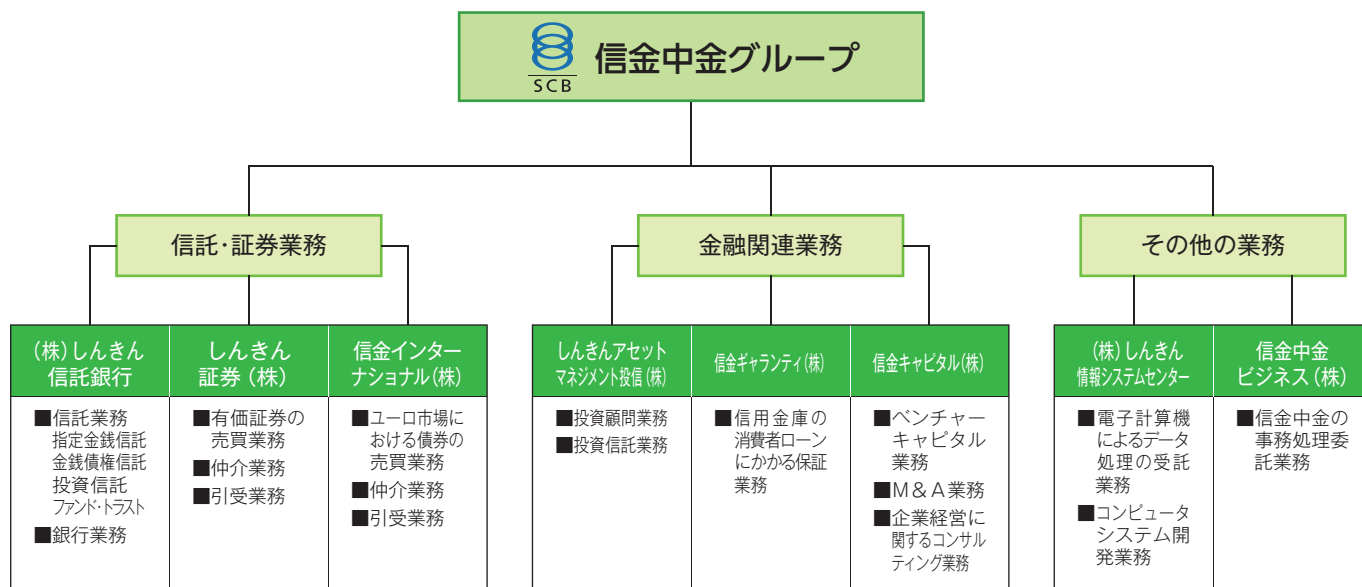 SCB
信金中金グループ
信託・証券業務
金融関連業務
その他の業務
(株)しんきん
信託銀行
しんきん
証券(株)
信金インター
ナショナル(株)
しんきんアセット
マネジメント投信(株)
信金ギャランティ(株)
信金キャピタル(株)
(株)しんきん
情報システムセンター
信金中金
ビジネス(株)
■信託業務
指定金銭信託
金銭債権信託
投資信託
ファンド・トラスト
■銀行業務
■有価証券の
売買業務
■仲介業務
■引受業務
■ユーロ市場に
おける債券の
売買業務
■仲介業務
■引受業務
■投資顧問業務
■投資信託業務
■信用金庫の
消費者ローン
にかかる保証
業務
■ベンチャー
キャピタル
業務
■M&A業務
■企業経営に
関するコンサル
ティング業務
■電子計算機
によるデータ
処理の受託
業務
■コンピュータ
システム開
発業務
■信金中金の
事務処理委
託業務